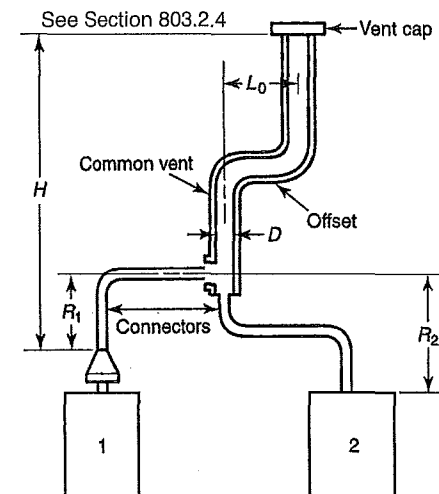 See Section 803.2.4
Vent cap
L0
Common vent
H
Offset
D
R1
Connectors
R2
1
2